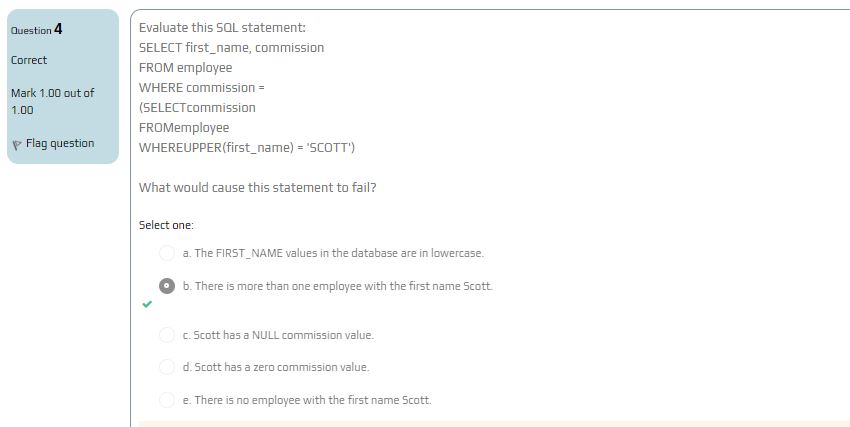 Question 4
Correct
Mark 1.00 out of
1.00
Flag question
Evaluate this SQL statement:
SELECT first_name, commission
FROM employee
WHERE commission =
(SELECTcommission
FROMemployee
WHEREUPPER(first_name) = 'SCOTT')
What would cause this statement to fail?
Select one:
a. The FIRST_NAME values in the database are in lowercase.
b. There is more than one employee with the first name Scott.
c. Scott has a NULL commission value.
d. Scott has a zero commission value.
e. There is no employee with the first name Scott.